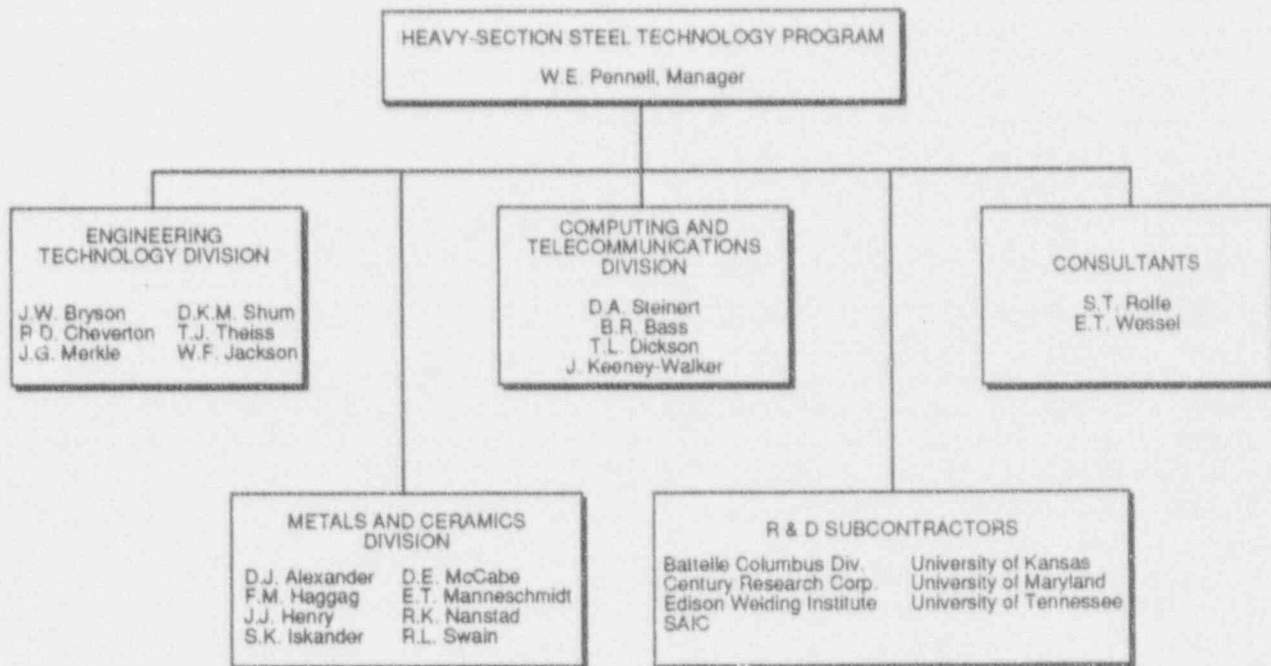 HEAVY-SECTION STEEL TECHNOLOGY PROGRAM
W.E. Pennell, Manager
ENGINEERING
TECHNOLOGY DIVISION
J.W. Bryson D.K.M. Shum
R D. Cheverton T.J. Theiss
J.G. Merkle W.F. Jackson
COMPUTING AND
TELECOMMUNICATIONS
DIVISION
D.A. Steinert
B.R. Bass
T.L. Dickson
J. Keeney-Walker
CONSULTANTS
S.T. Rolfe
E.T. Wessel
METALS AND CERAMICS
DIVISION
D.J. Alexander D.E. McCabe
F.M. Haggag E.T. Manneschmidt
J.J. Henry R.K. Nanstad
S.K. Iskander R.L. Swain
R & D SUBCONTRACTORS
Battelle Columbus Div. University of Kansas
Century Research Corp. University of Maryland
Edison Welding Institute University of Tennessee
SAIC